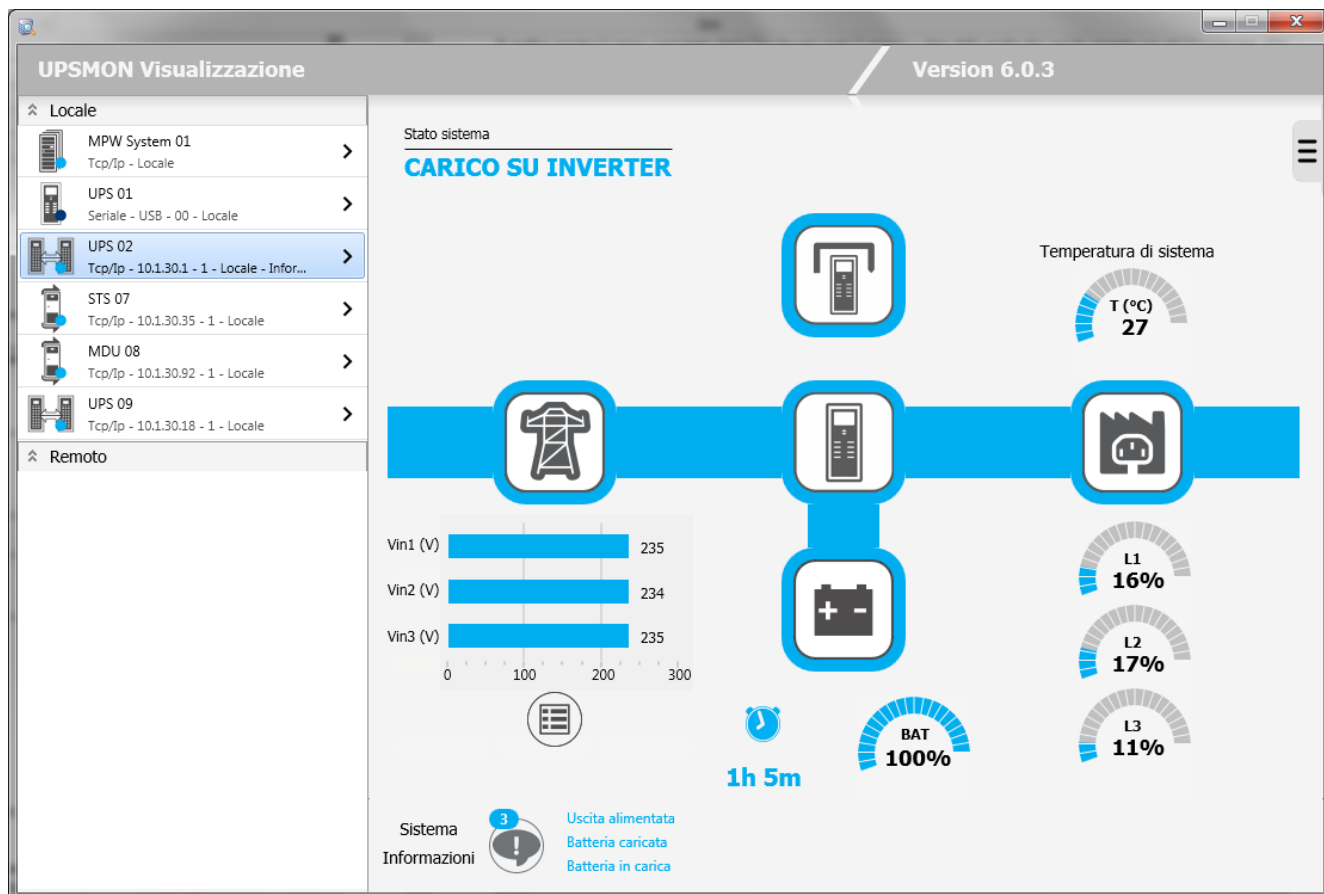 UPSMON Visualizzazione
Version 6.0.3
Locale
MPW System 01
Tcp/Ip - Locale
UPS 01
Seriale - USB - 00 - Locale
UPS 02
Tcp/Ip - 10.1.30.1 - 1 - Locale - Infor...
STS 07
Tcp/Ip - 10.1.30.35 - 1 - Locale
MDU 08
Tcp/Ip - 10.1.30.92 - 1 - Locale
UPS 09
Tcp/Ip - 10.1.30.18 - 1 - Locale
Remoto
Stato sistema
CARICO SU INVERTER
Temperatura di sistema
T (°C)
27
Vin1 (V) 235
Vin2 (V) 234
Vin3 (V) 235
0 100 200 300
L1
16%
L2
17%
L3
11%
1h 5m
BAT
100%
Sistema
Informazioni
3
Uscita alimentata
Batteria caricata
Batteria in carica